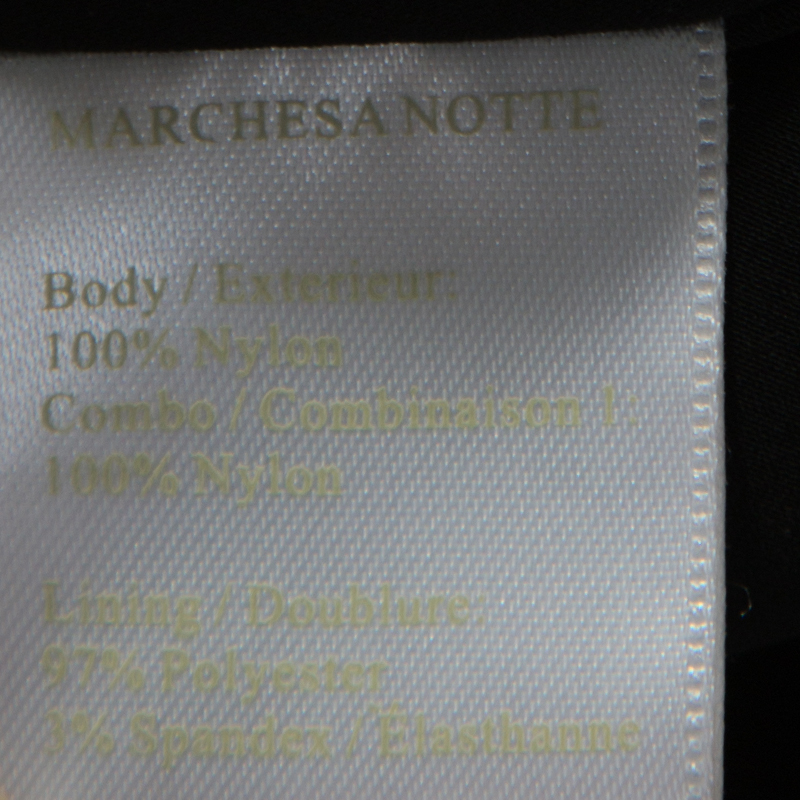 MARCHESA NOTTE
Body / Exterieur:
100% Nylon
Combo / Combinaison 1:
100% Nylon
Lining / Doublure:
97% Polyester
3% Spandex / Élasthanne